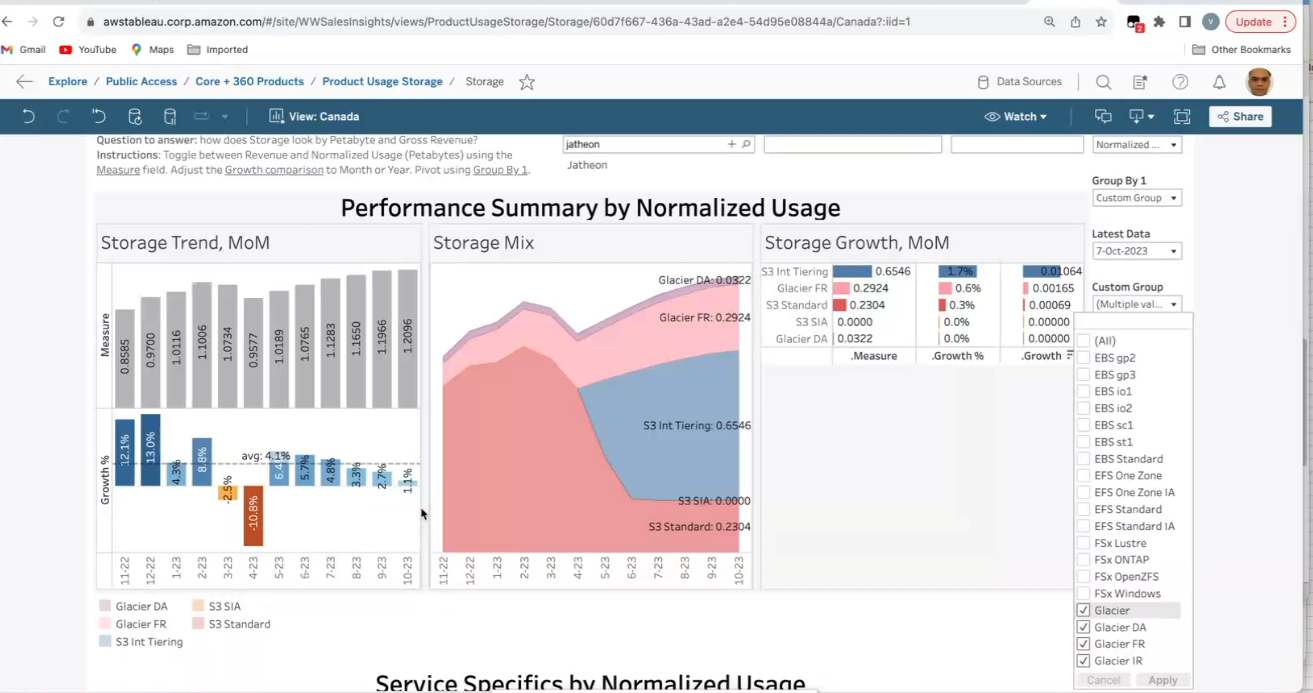 awstableau.corp.amazon.com/#/site/WWSalesInsights/views/ProductUsageStorage/Storage/60d7f667-436a-43ad-a2e4-54d95e08844a/Canada?:iid=1
2
V
Update
Gmail YouTube Maps Imported
Other Bookmarks
Explore / Public Access / Core + 360 Products / Product Usage Storage / Storage
Data Sources
View: Canada
Watch
Share
Question to answer: how does Storage look by Petabyte and Gross Revenue?
Instructions: Toggle between Revenue and Normalized Usage (Petabytes) using the
Measure field. Adjust the Growth comparison to Month or Year. Pivot using Group By 1.
jatheon
Jatheon
Normalized ...
Group By 1
Custom Group
Latest Data
7-Oct-2023
Custom Group
(Multiple val...
Performance Summary by Normalized Usage
Storage Trend, MoM
Measure
0.8585 0.9700 1.0116 1.1006 1.0734 0.9577 1.0189 1.0765 1.1283 1.1650 1.1966 1.2096
Growth %
avg: 4.1%
12.1% 13.0% 4.3% 8.8% -2.5% -10.8% 6.4% 5.7% 4.8% 3.3% 2.7% 1.1%
11-22 12-22 1-23 2-23 3-23 4-23 5-23 6-23 7-23 8-23 9-23 10-23
Storage Mix
Glacier DA: 0.0322
Glacier FR: 0.2924
S3 Int Tiering: 0.6546
S3 SIA: 0.0000
S3 Standard: 0.2304
11-22 12-22 1-23 2-23 3-23 4-23 5-23 6-23 7-23 8-23 9-23 10-23
Storage Growth, MoM
S3 Int Tiering 0.6546 1.7% 0.01064
Glacier FR 0.2924 0.6% 0.00165
S3 Standard 0.2304 0.3% 0.00069
S3 SIA 0.0000 0.0% 0.00000
Glacier DA 0.0322 0.0% 0.00000
.Measure .Growth % .Growth
(All)
EBS gp2
EBS gp3
EBS io1
EBS io2
EBS sc1
EBS st1
EBS Standard
EFS One Zone
EFS One Zone IA
EFS Standard
EFS Standard IA
FSx Lustre
FSx ONTAP
FSx OpenZFS
FSx Windows
Glacier
Glacier DA
Glacier FR
Glacier IR
Cancel Apply
Glacier DA S3 SIA
Glacier FR S3 Standard
S3 Int Tiering
Service Specifics by Normalized Usage